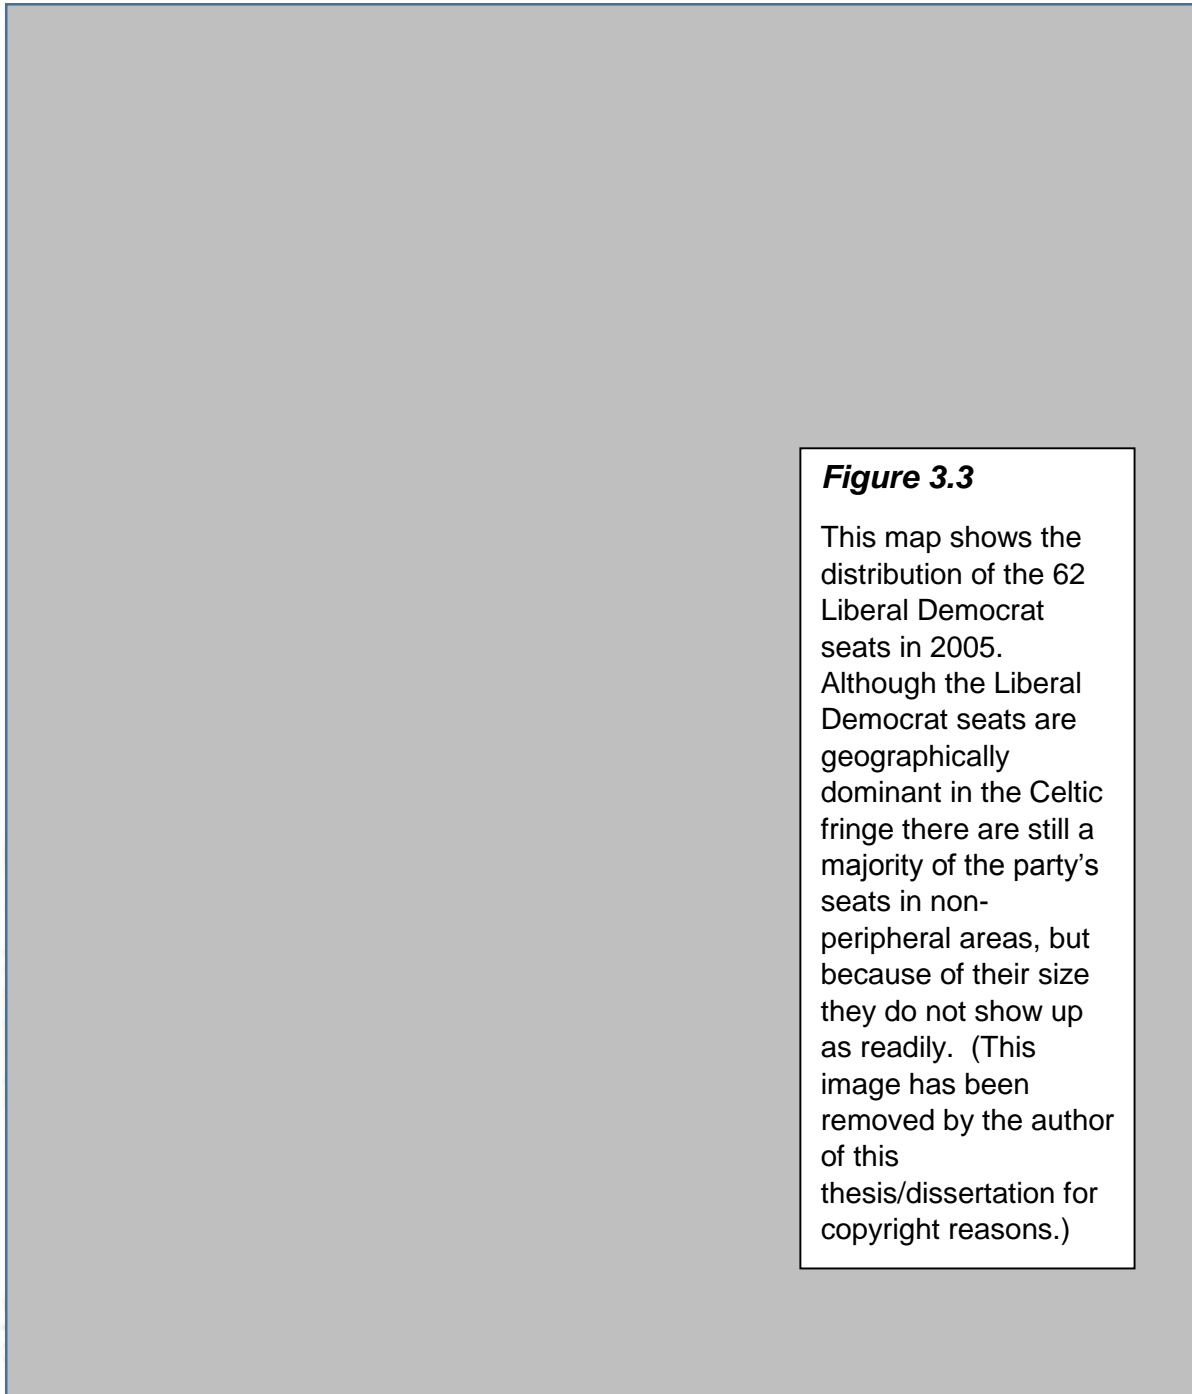 Figure 3.3
This map shows the
distribution of the 62
Liberal Democrat
seats in 2005.
Although the Liberal
Democrat seats are
geographically
dominant in the Celtic
fringe there are still a
majority of the party’s
seats in non-
peripheral areas, but
because of their size
they do not show up
as readily.  (This
image has been
removed by the author
of this
thesis/dissertation for
copyright reasons.)